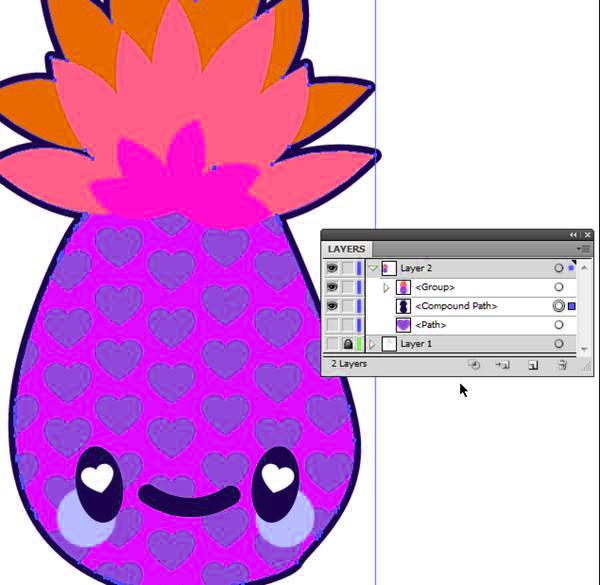 LAYERS
Layer 2
<Group>
<Compound Path>
<Path>
Layer 1
2 Layers